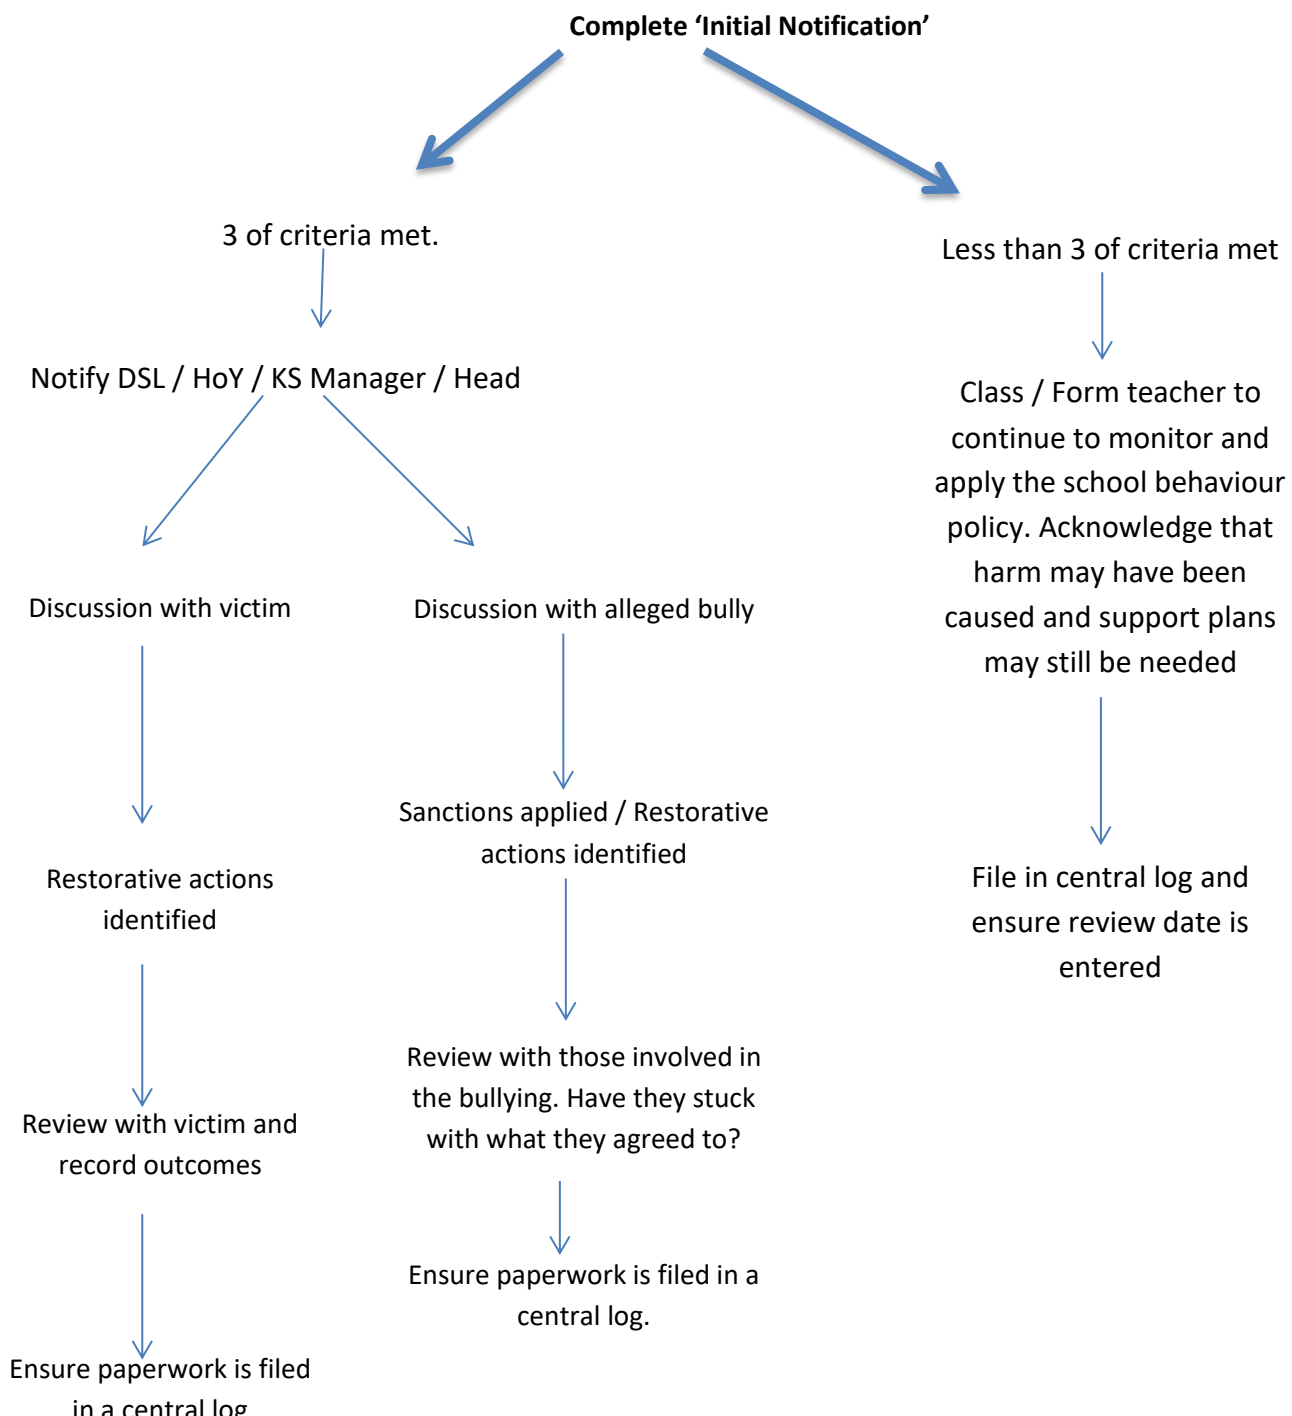 Complete ‘Initial Notification’
3 of criteria met.
Less than 3 of criteria met
Notify DSL / HoY / KS Manager / Head
Class / Form teacher to
continue to monitor and
apply the school behaviour
policy. Acknowledge that
harm may have been
caused and support plans
may still be needed
Discussion with victim
Discussion with alleged bully
Sanctions applied / Restorative
actions identified
Restorative actions
identified
File in central log and
ensure review date is
entered
Review with those involved in
the bullying. Have they stuck
with what they agreed to?
Review with victim and
record outcomes
Ensure paperwork is filed in a
central log.
Ensure paperwork is filed
in a central log